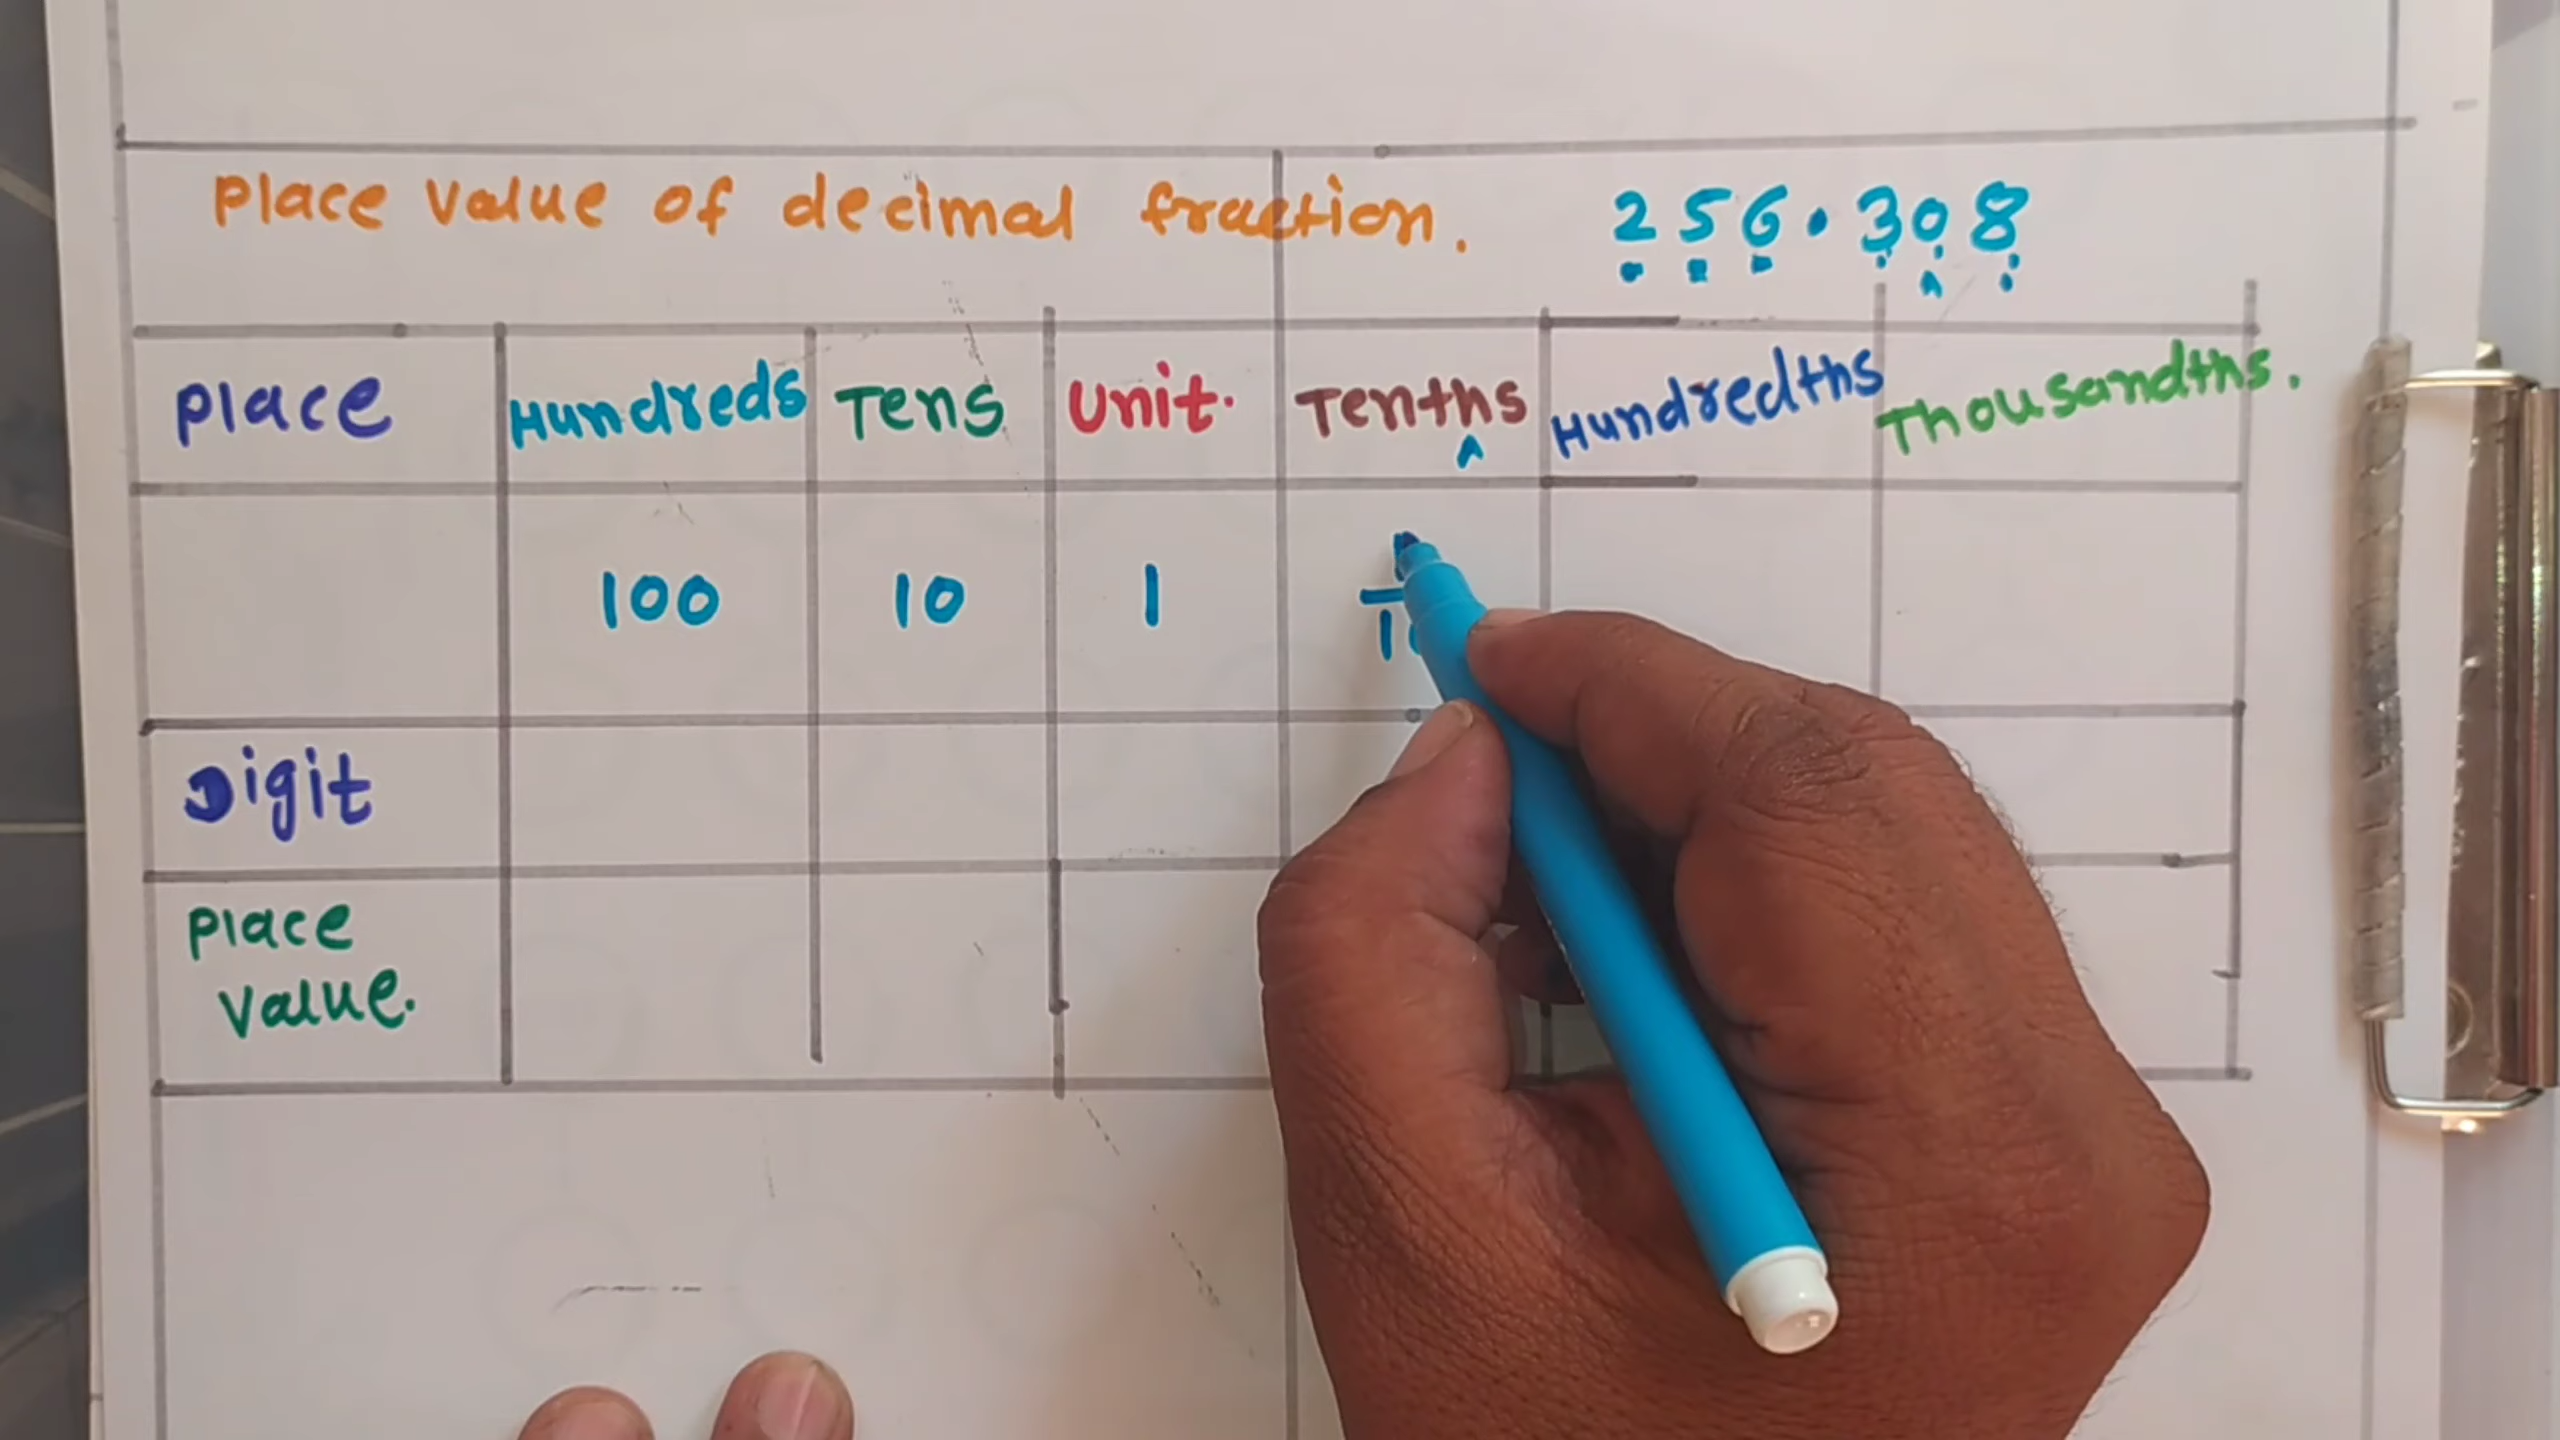 Place Value of decimal fraction. 256.308
Place Hundreds Tens Unit. Tenths Hundredths Thousandths.
100 10 1
Digit
Place
Value.